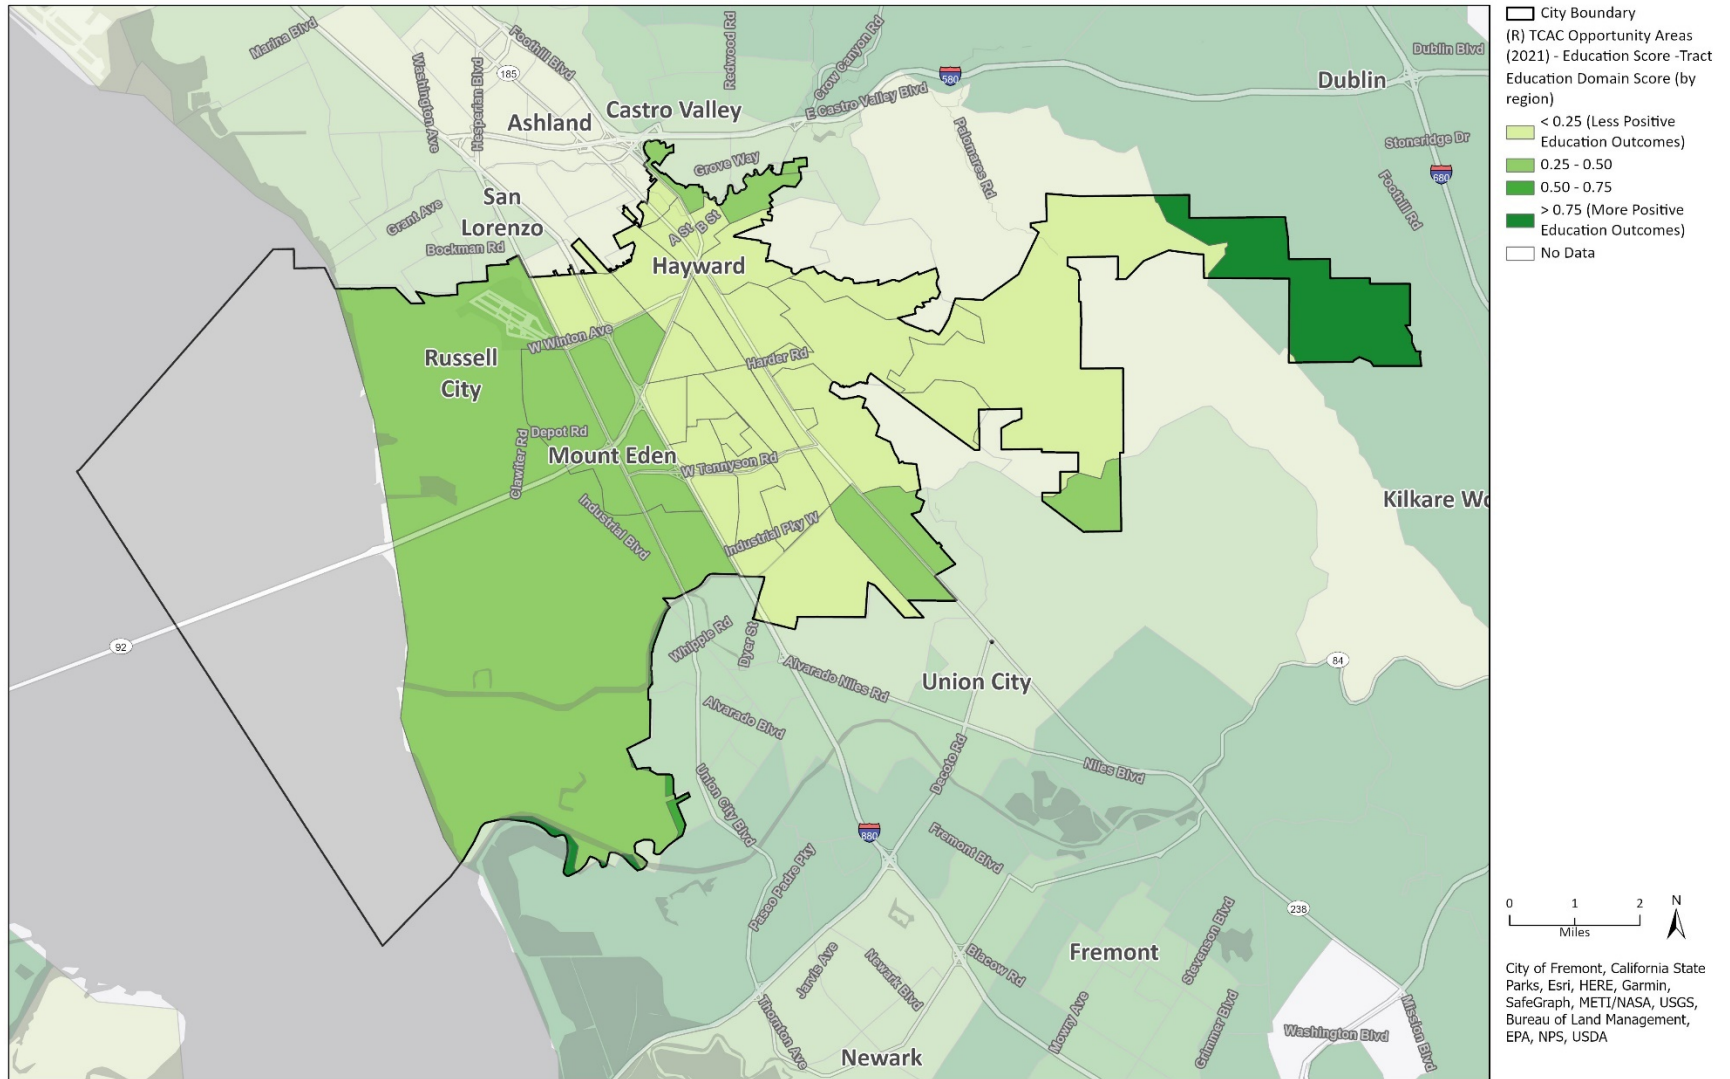 Marina Blvd
Washington Ave
Hesperian Blvd
185
Foothill Blvd
Redwood Rd
Crow Canyon Rd
580
E Castro Valley Blvd
Dublin Blvd
Dublin
Castro Valley
Ashland
Stoneridge Dr
680
Foothill Rd
Grove Way
Palomares Rd
San
Lorenzo
Grant Ave
Bockman Rd
A St
B St
Hayward
W Winton Ave
Russell
City
Harder Rd
Depot Rd
Clawiter Rd
Mount Eden
W Tennyson Rd
Industrial Blvd
Industrial Pky W
Kilkare Wo
92
Whipple Rd
Dyer St
Alvarado Niles Rd
Union City
84
Alvarado Blvd
Decoto Rd
Niles Blvd
Union City Blvd
880
Fremont Blvd
Paseo Padre Pky
238
Stevenson Blvd
Fremont
Blacow Rd
Jarvis Ave
Newark Blvd
Mowry Ave
Grimmer Blvd
Thornton Ave
Washington Blvd
Mission Blvd
Newark
City Boundary
(R) TCAC Opportunity Areas
(2021) - Education Score -Tract
Education Domain Score (by
region)
< 0.25 (Less Positive
Education Outcomes)
0.25 - 0.50
0.50 - 0.75
> 0.75 (More Positive
Education Outcomes)
No Data
0 1 2
Miles
N
City of Fremont, California State
Parks, Esri, HERE, Garmin,
SafeGraph, METI/NASA, USGS,
Bureau of Land Management,
EPA, NPS, USDA